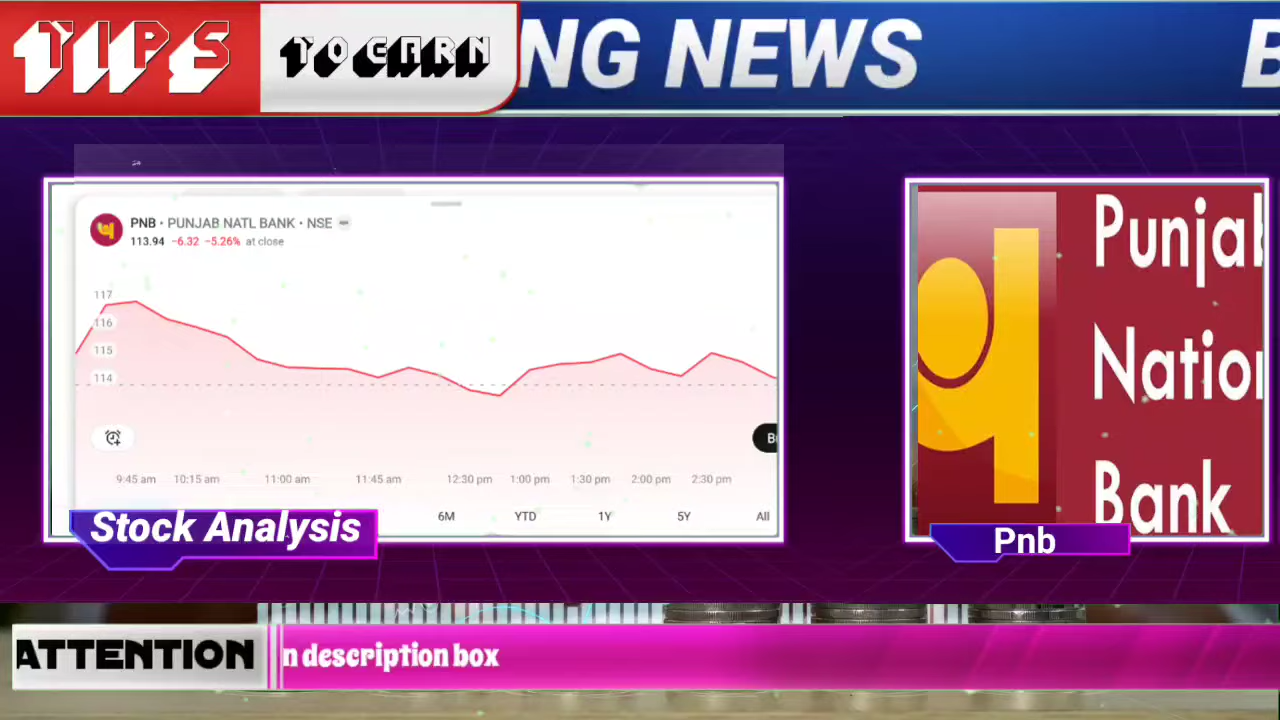 TIPS
TO EARN
NG NEWS
B
PNB • PUNJAB NATL BANK • NSE
113.94 −6.32 −5.26% at close
117
116
115
114
B
9:45 am 10:15 am 11:00 am 11:45 am 12:30 pm 1:00 pm 1:30 pm 2:00 pm 2:30 pm
6M YTD 1Y 5Y All
Stock Analysis
Punjab
Nation
Bank
Pnb
ATTENTION
n description box